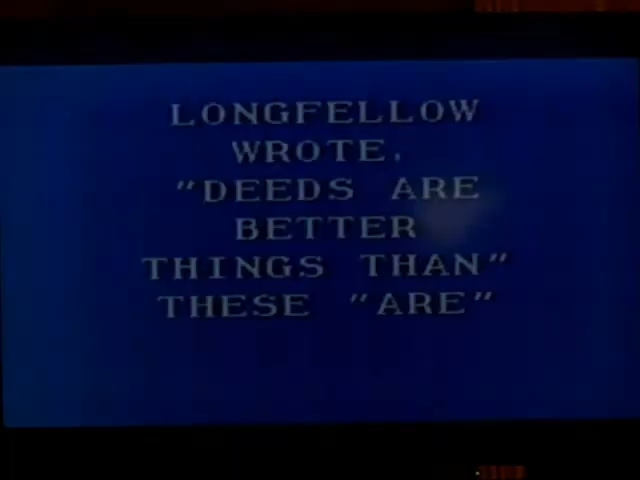 LONGFELLOW
WROTE,
"DEEDS ARE
BETTER
THINGS THAN"
THESE "ARE"